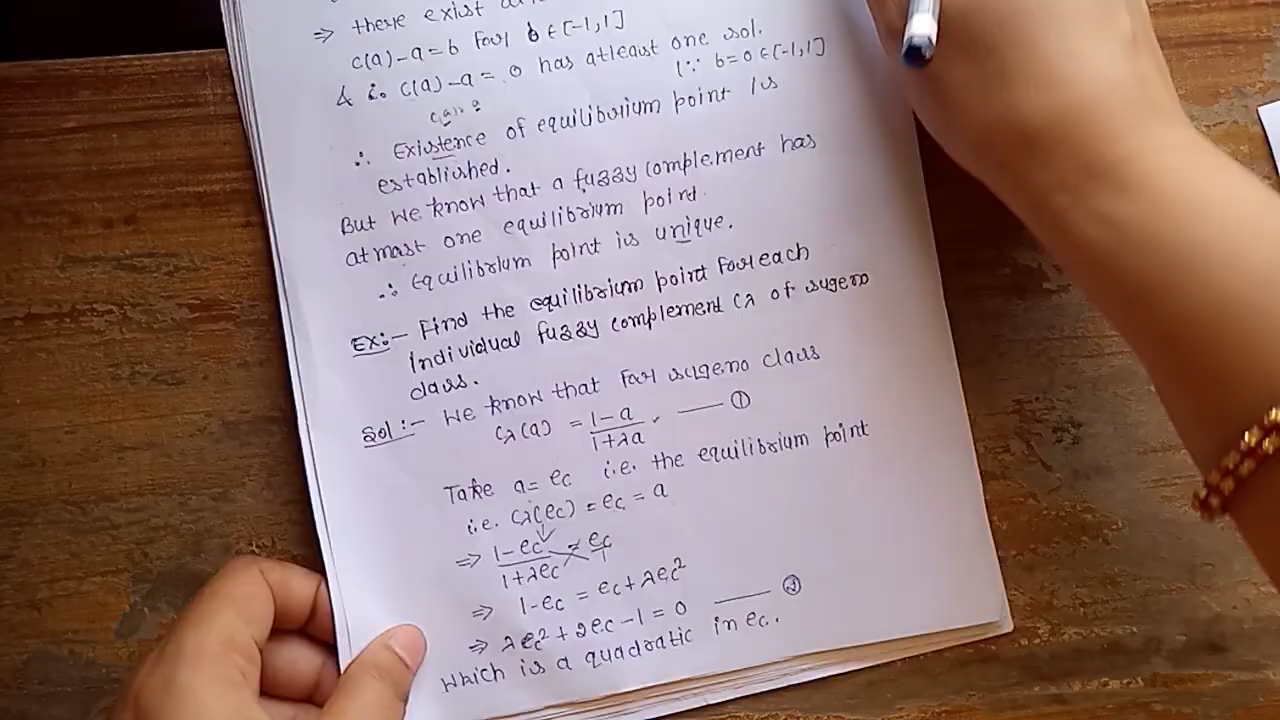 ⇒ there exist
c(a)-a=b for b ∈ [-1,1]
& i.e. c(a)-a=0 has atleast one sol.
(∵ b=0 ∈ [-1,1]
∴ Existence of equilibrium point is
established.
But we know that a fuzzy complement has
atmost one equilibrium point.
∴ equilibrium point is unique.
Ex:- Find the equilibrium point for each
individual fuzzy complement cλ of sugeno
class.
Sol:- We know that for sugeno class
cλ(a) = 1-a / 1+λa, —— ①
Take a = ec i.e. the equilibrium point
i.e. cλ(ec) = ec = a
⇒ 1-ec / 1+λec = ec / 1
⇒ 1-ec = ec+λec²
⇒ λec²+2ec-1=0 —— ②
Which is a quadratic in ec.